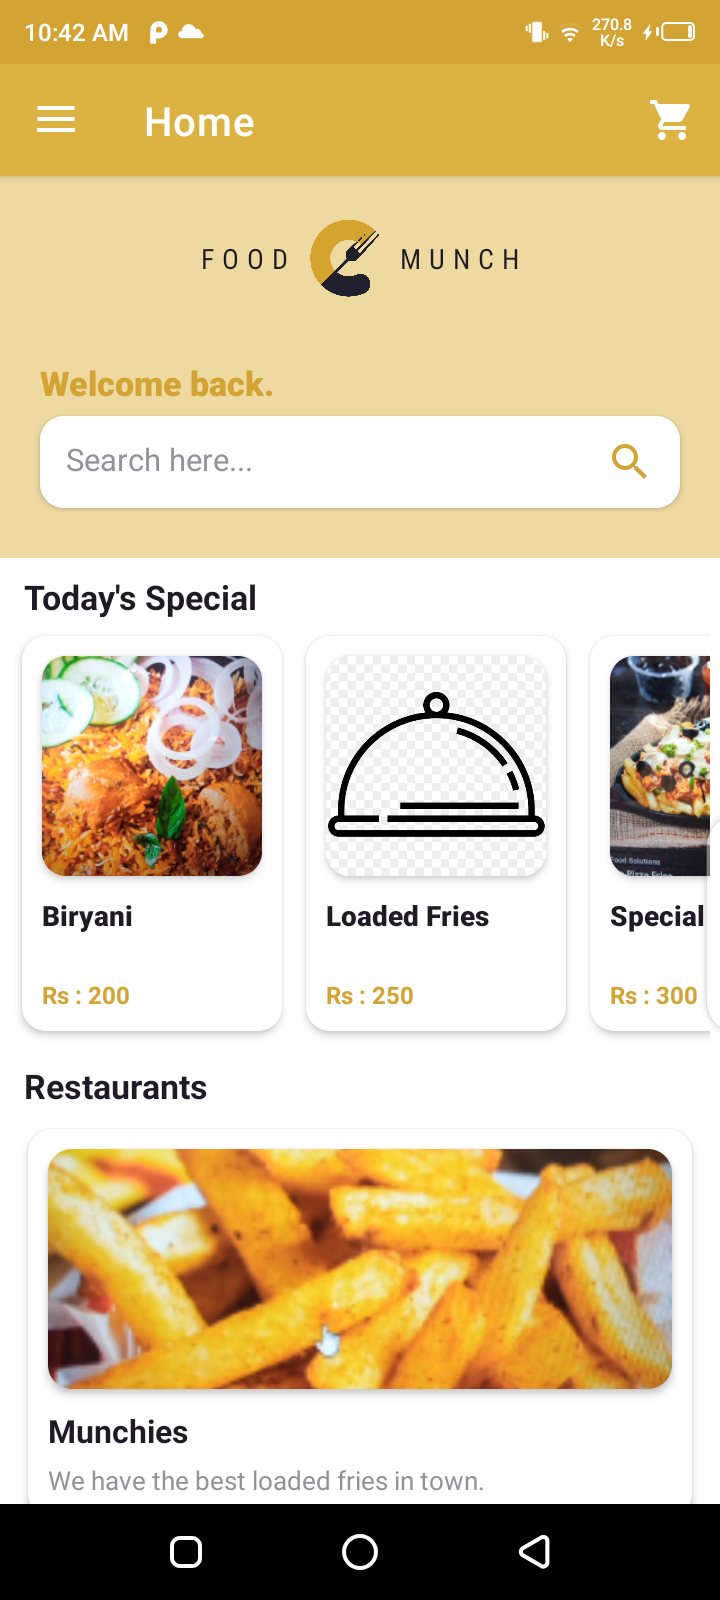 10:42 AM
270.8
K/s
Home
FOOD MUNCH
Welcome back.
Search here...
Today's Special
Biryani
Loaded Fries
Special
Rs : 200
Rs : 250
Rs : 300
Food Solutions
Pizza Fries
Restaurants
Munchies
We have the best loaded fries in town.